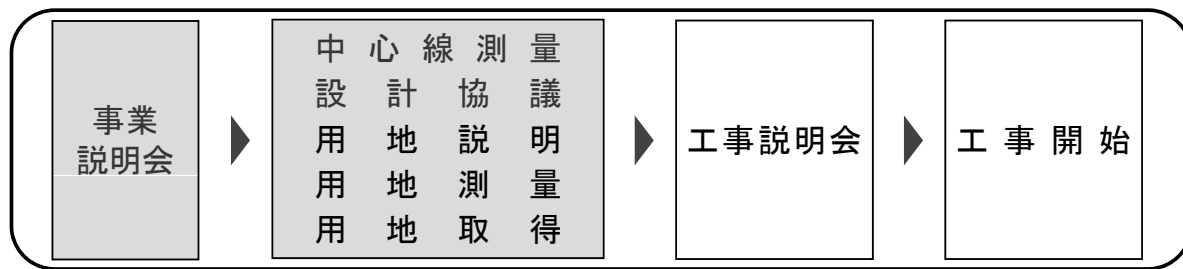 事業
説明会
中心線測量
設計協議
用地説明
用地測量
用地取得
工事説明会
工事開始